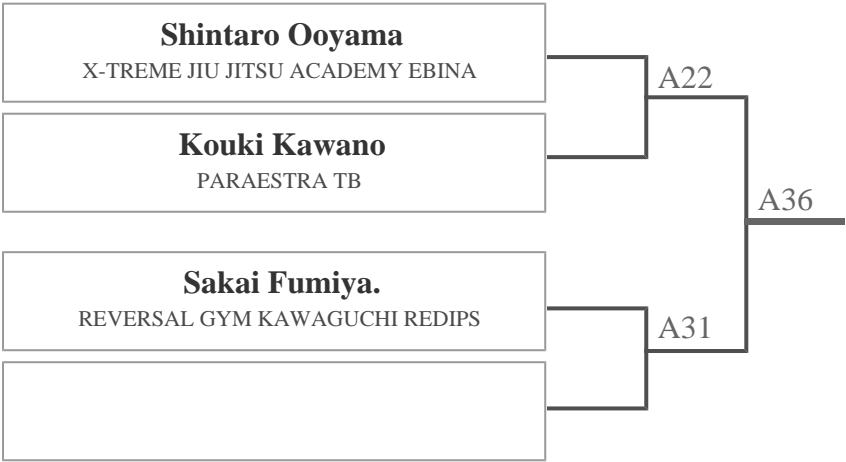 Shintaro Ooyama
X-TREME JIU JITSU ACADEMY EBINA
A22
Kouki Kawano
PARAESTRA TB
A36
Sakai Fumiya.
REVERSAL GYM KAWAGUCHI REDIPS
A31